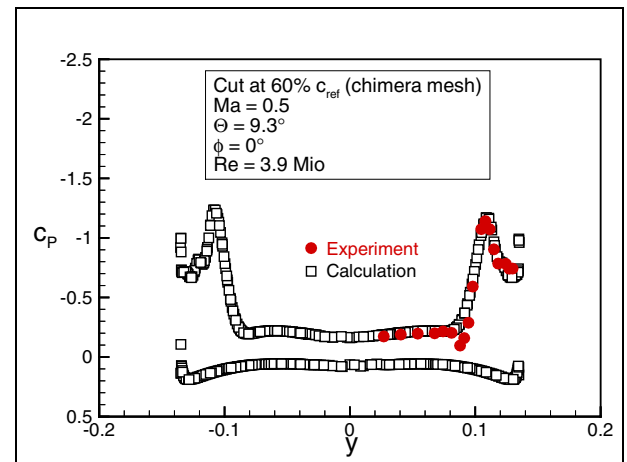 -2.5
-2
-1.5
-1
-0.5
0
0.5
c_P
Cut at 60% c_ref (chimera mesh)
Ma = 0.5
Θ = 9.3°
ϕ = 0°
Re = 3.9 Mio
Experiment
Calculation
-0.2 -0.1 0 0.1 0.2
y